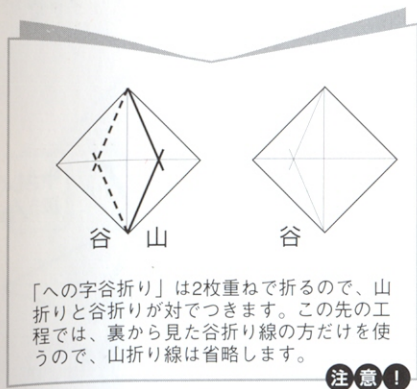 谷 山 谷
「への字谷折り」は2枚重ねで折るので、山
折りと谷折りが対でつきます。この先の工
程では、裏から見た谷折り線の方だけを使
うので、山折り線は省略します。
注意!